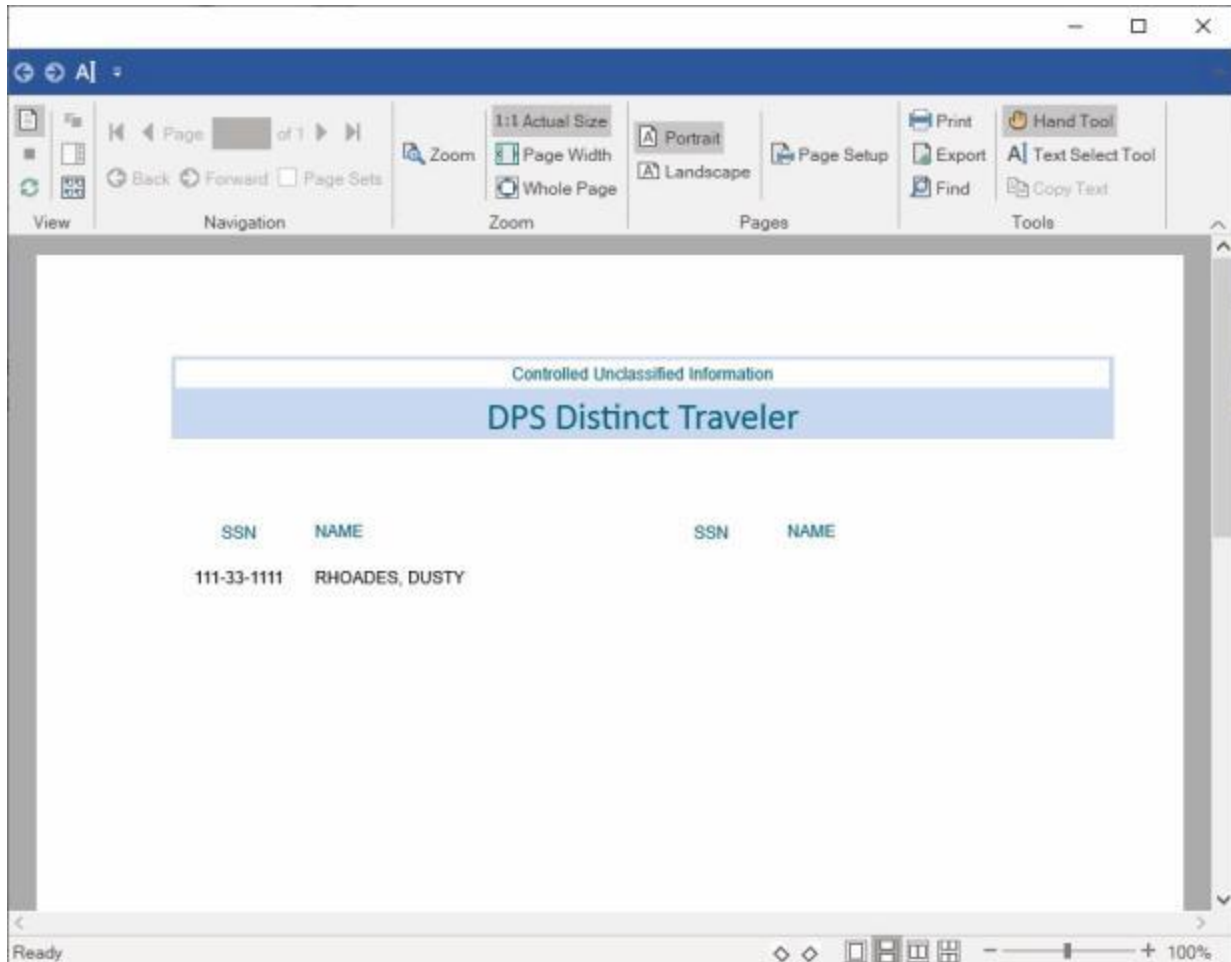 A
Page of 1
Back Forward Page Sets
Zoom
1:1 Actual Size
Page Width
Whole Page
A Portrait
A Landscape
Page Setup
Print
Export
Find
Hand Tool
A Text Select Tool
Copy Text
View Navigation Zoom Pages Tools
Controlled Unclassified Information
DPS Distinct Traveler
SSN NAME SSN NAME
111-33-1111 RHOADES, DUSTY
Ready 100%